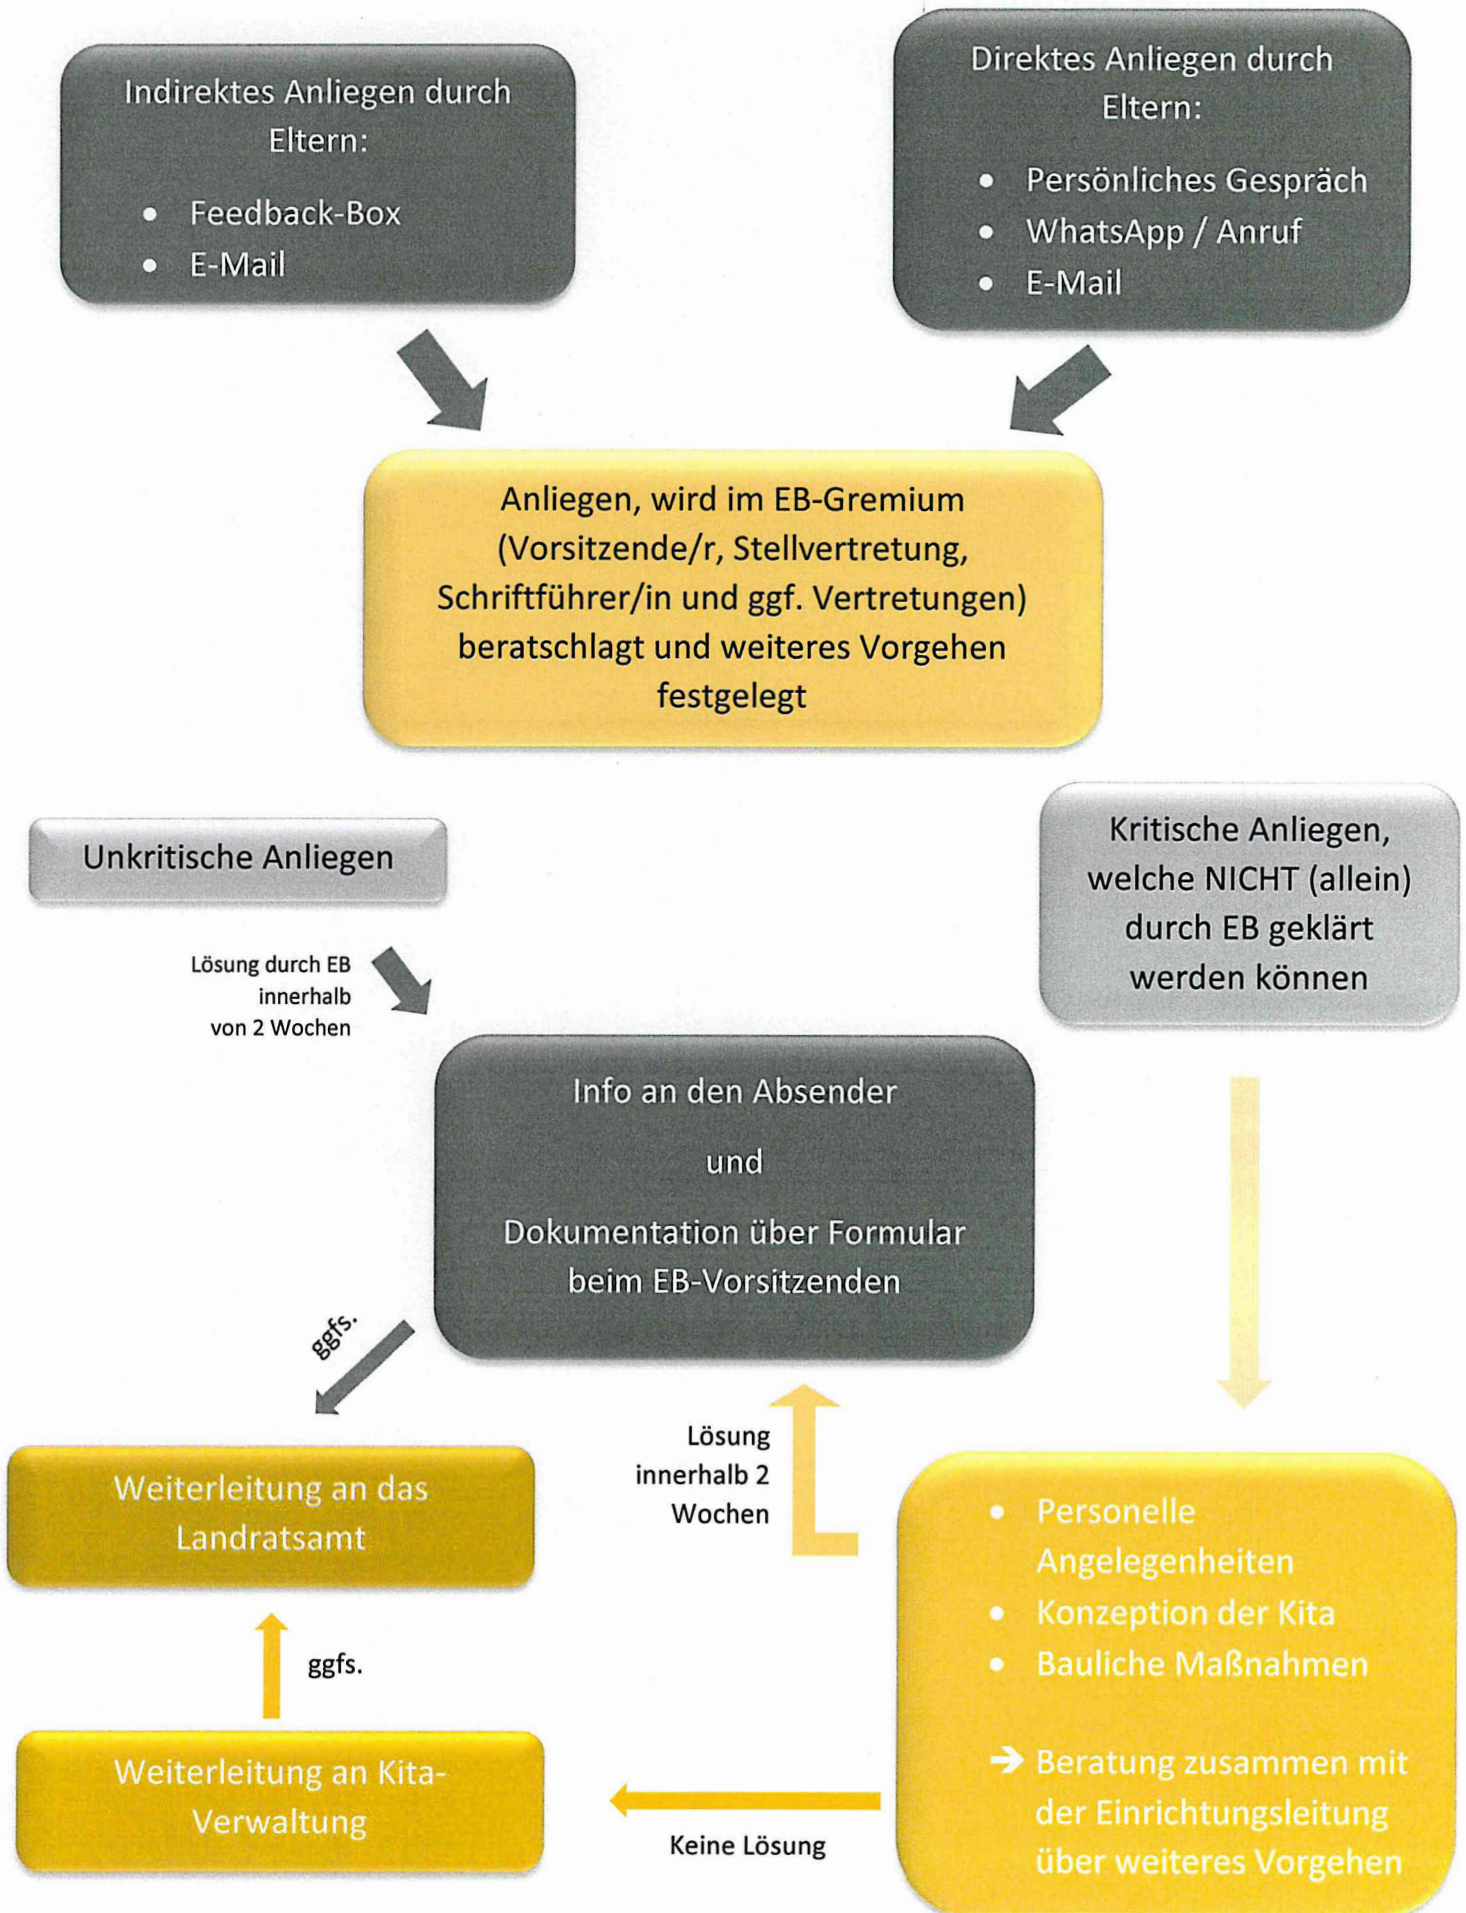 Indirektes Anliegen durch
Eltern:
• Feedback-Box
• E-Mail
Direktes Anliegen durch
Eltern:
• Persönliches Gespräch
• WhatsApp / Anruf
• E-Mail
Anliegen, wird im EB-Gremium
(Vorsitzende/r, Stellvertretung,
Schriftführer/in und ggf. Vertretungen)
beratschlagt und weiteres Vorgehen
festgelegt
Unkritische Anliegen
Kritische Anliegen,
welche NICHT (allein)
durch EB geklärt
werden können
Lösung durch EB
innerhalb
von 2 Wochen
Info an den Absender
und
Dokumentation über Formular
beim EB-Vorsitzenden
ggfs.
Lösung
innerhalb 2
Wochen
Weiterleitung an das
Landratsamt
• Personelle
Angelegenheiten
• Konzeption der Kita
• Bauliche Maßnahmen
➔ Beratung zusammen mit
der Einrichtungsleitung
über weiteres Vorgehen
ggfs.
Weiterleitung an Kita-
Verwaltung
Keine Lösung